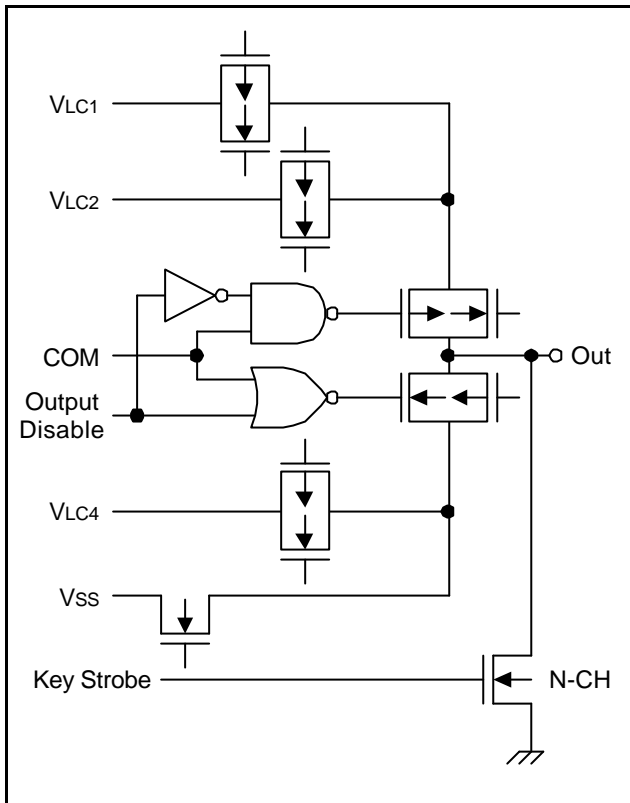 VLC1
VLC2
COM
Out
Output
Disable
VLC4
VSS
Key Strobe
N-CH